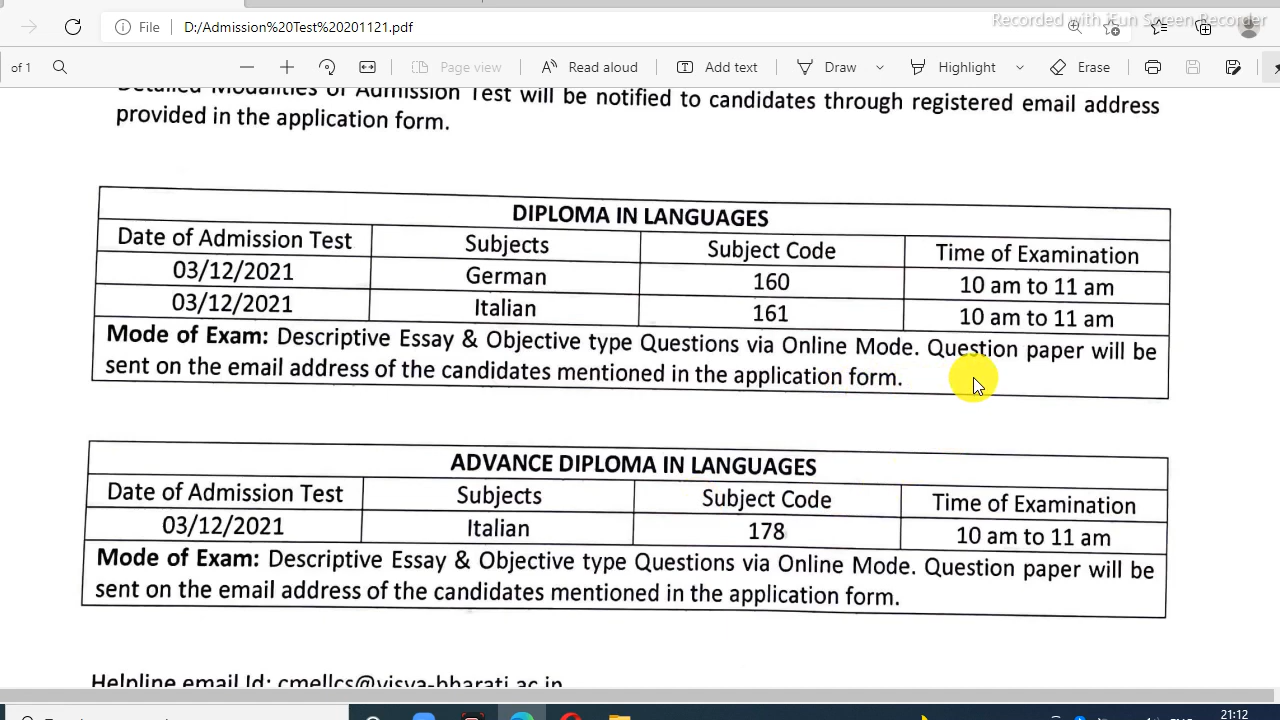 File D:/Admission%20Test%20201121.pdf
Recorded with iFun Screen Recorder
of 1 Page view Read aloud Add text Draw Highlight Erase
Detailed Modalities of Admission Test will be notified to candidates through registered email address
provided in the application form.
DIPLOMA IN LANGUAGES
Date of Admission Test Subjects Subject Code Time of Examination
03/12/2021 German 160 10 am to 11 am
03/12/2021 Italian 161 10 am to 11 am
Mode of Exam: Descriptive Essay & Objective type Questions via Online Mode. Question paper will be
sent on the email address of the candidates mentioned in the application form.
ADVANCE DIPLOMA IN LANGUAGES
Date of Admission Test Subjects Subject Code Time of Examination
03/12/2021 Italian 178 10 am to 11 am
Mode of Exam: Descriptive Essay & Objective type Questions via Online Mode. Question paper will be
sent on the email address of the candidates mentioned in the application form.
Helpline email Id: cmellcs@visva-bharati.ac.in
21:12